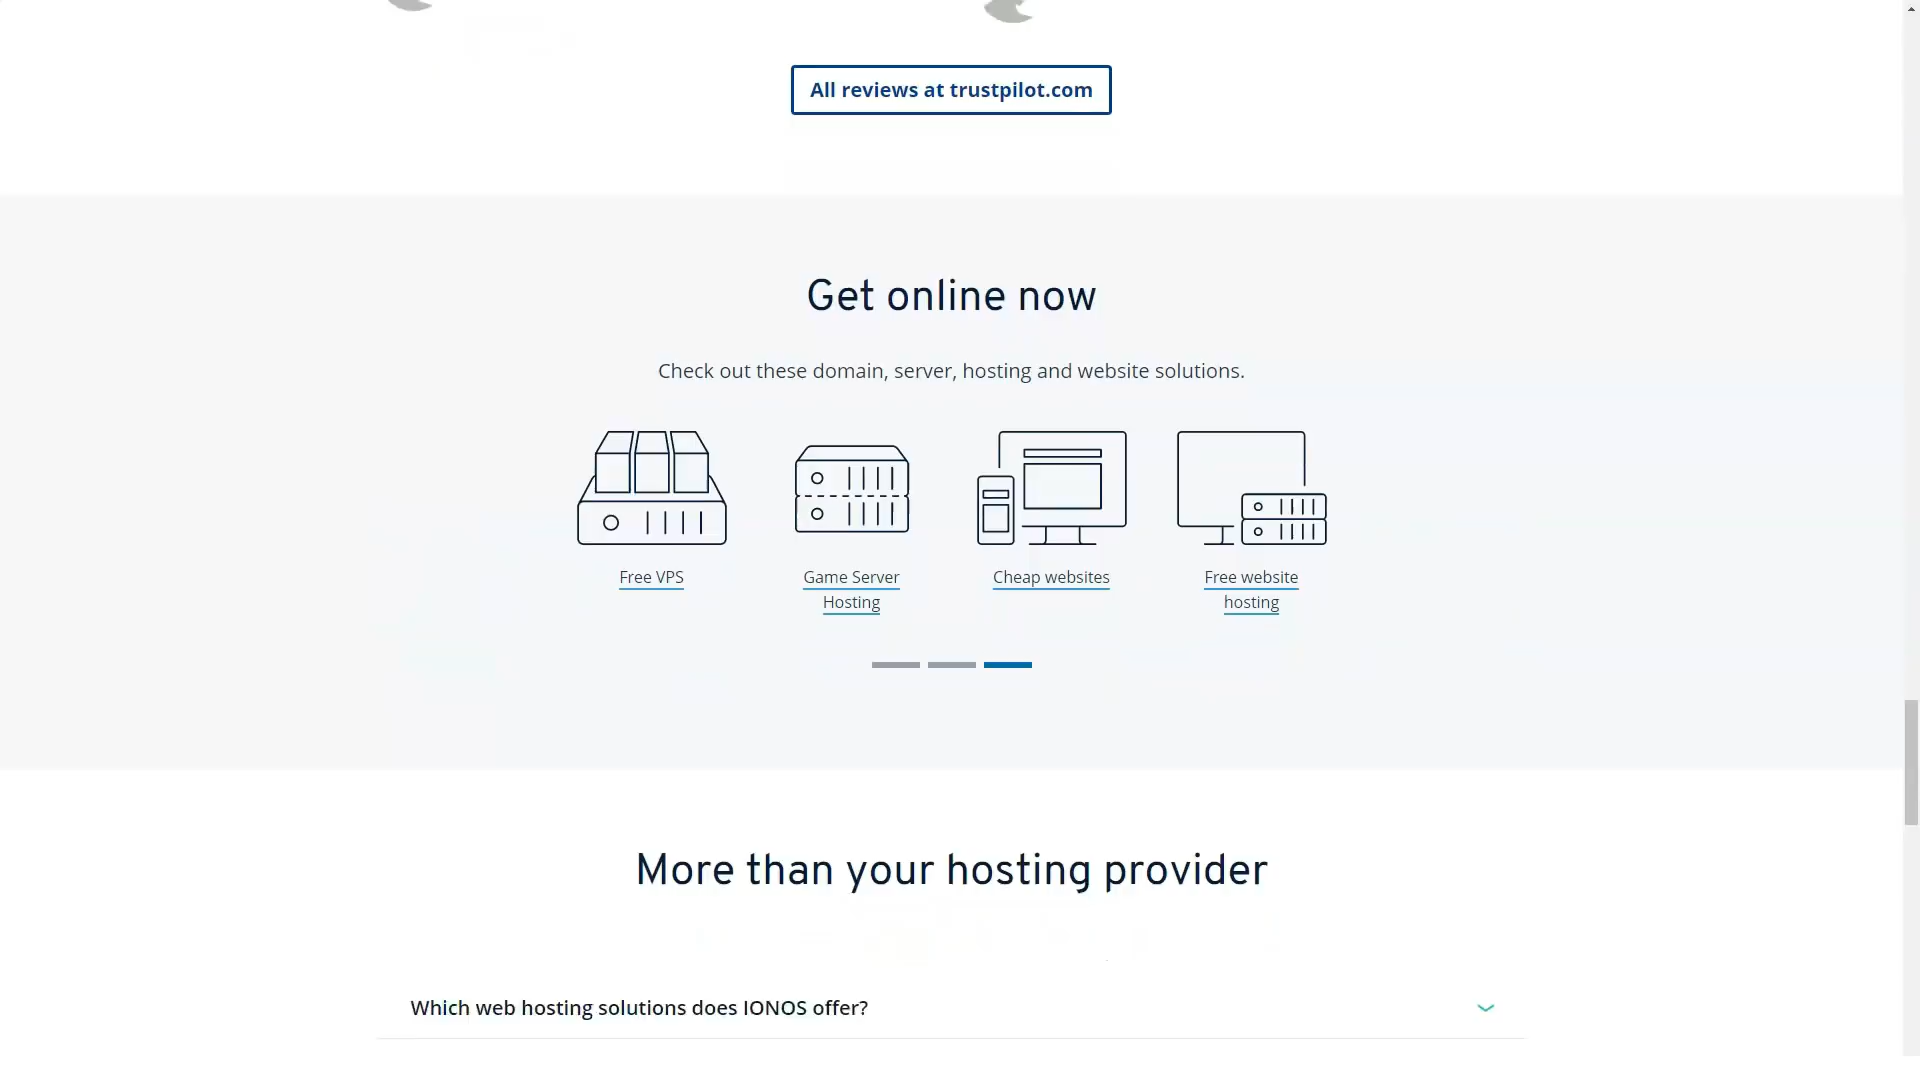 All reviews at trustpilot.com
Get online now
Check out these domain, server, hosting and website solutions.
Free VPS
Game Server
Hosting
Cheap websites
Free website
hosting
More than your hosting provider
Which web hosting solutions does IONOS offer?